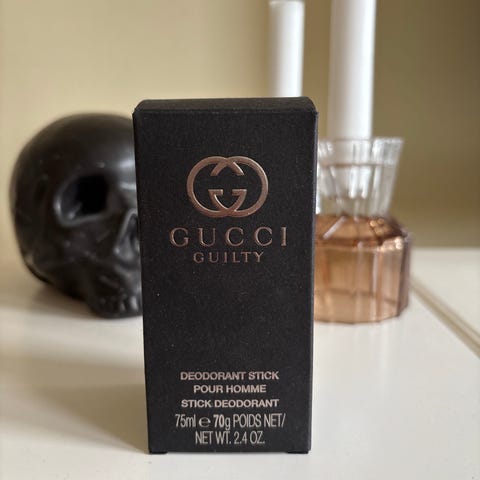 GUCCI
GUILTY
DEODORANT STICK
POUR HOMME
STICK DEODORANT
75ml e 70g POIDS NET/
NET WT. 2.4 OZ.